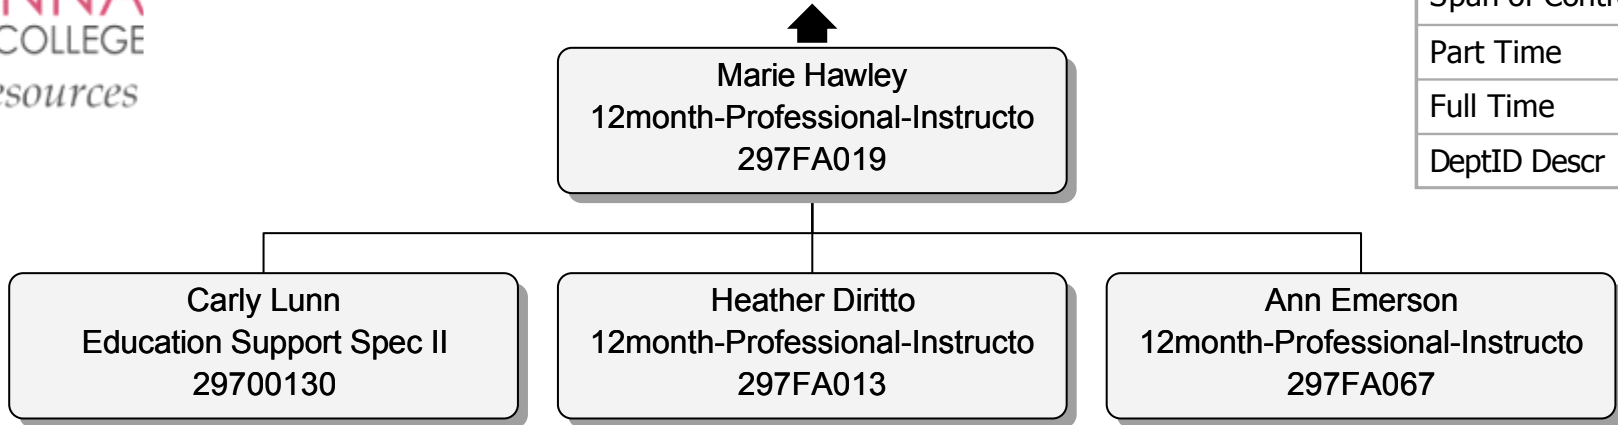 COLLEGE
Marie Hawley
12month-Professional-Instructo
297FA019
Part Time
Full Time
DeptID Descr
Carly Lunn
Education Support Spec II
29700130
Heather Diritto
12month-Professional-Instructo
297FA013
Ann Emerson
12month-Professional-Instructo
297FA067